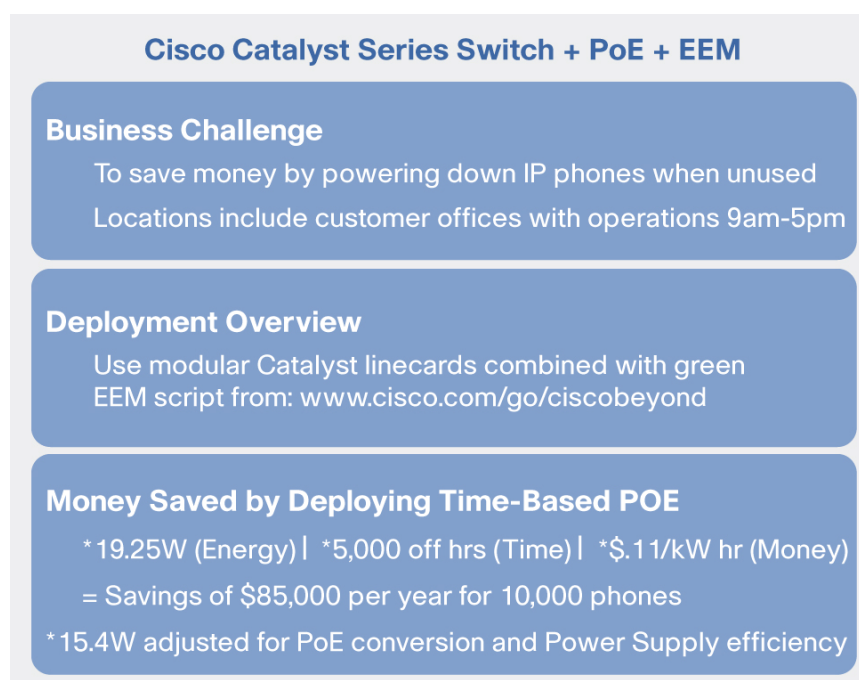 Cisco Catalyst Series Switch + PoE + EEM
Business Challenge
To save money by powering down IP phones when unused
Locations include customer offices with operations 9am-5pm
Deployment Overview
Use modular Catalyst linecards combined with green
EEM script from: www.cisco.com/go/ciscobeyond
Money Saved by Deploying Time-Based POE
*19.25W (Energy) | *5,000 off hrs (Time) | *$.11/kW hr (Money)
= Savings of $85,000 per year for 10,000 phones
*15.4W adjusted for PoE conversion and Power Supply efficiency